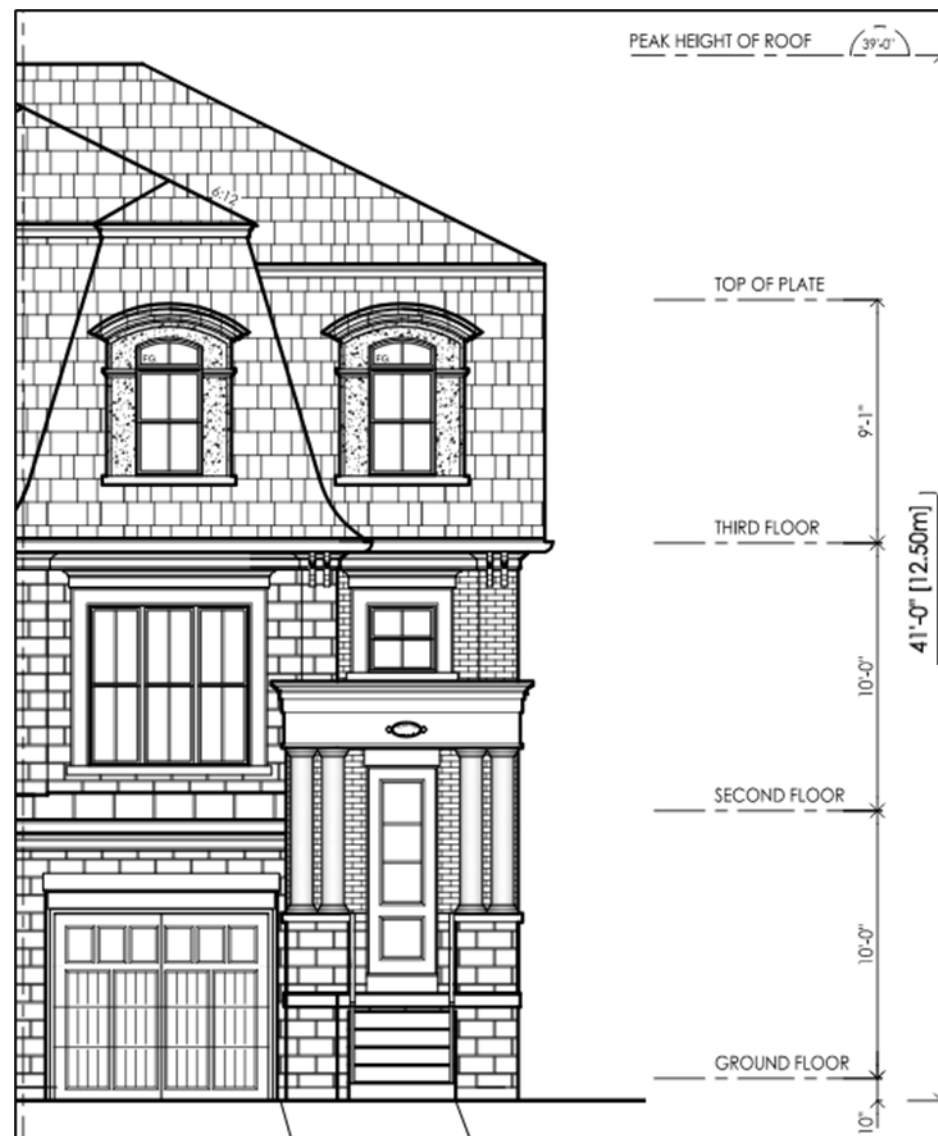 PEAK HEIGHT OF ROOF
39'-0"
6:12
TOP OF PLATE
FG.
FG.
9'-1"
THIRD FLOOR
41'-0" [12.50m]
10'-0"
SECOND FLOOR
10'-0"
GROUND FLOOR
10"